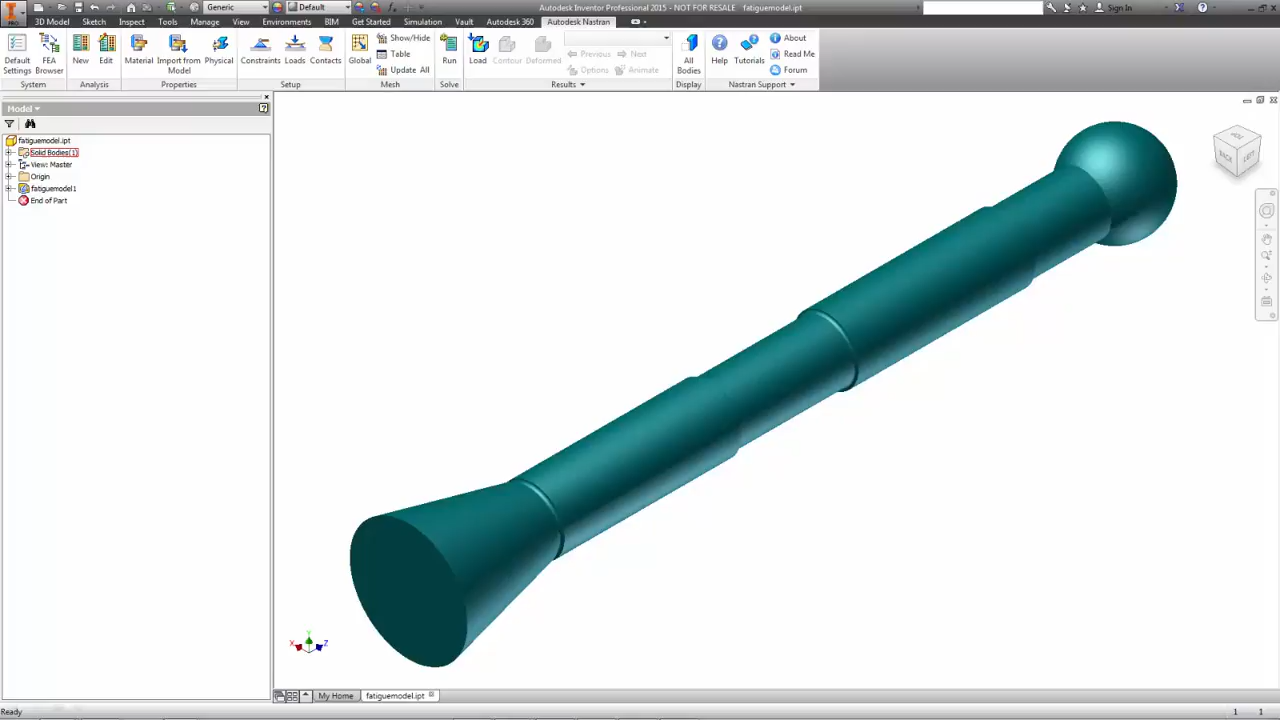 Generic
Default
Autodesk Inventor Professional 2015 - NOT FOR RESALE fatiguemodel.ipt
Sign In
PRO
3D Model Sketch Inspect Tools Manage View Environments BIM Get Started Simulation Vault Autodesk 360 Autodesk Nastran
Default Settings
FEA Browser
New
Edit
Material
Import from Model
Physical
Constraints
Loads
Contacts
Global
Show/Hide
Table
Update All
Run
Load
Contour
Deformed
Previous
Next
Options
Animate
All Bodies
Help
Tutorials
About
Read Me
Forum
System
Analysis
Properties
Setup
Mesh
Solve
Results
Display
Nastran Support
Model
fatiguemodel.ipt
Solid Bodies(1)
View: Master
Origin
fatiguemodel1
End of Part
BACK
LEFT
X
Y
Z
My Home
fatiguemodel.ipt
Ready
1 1